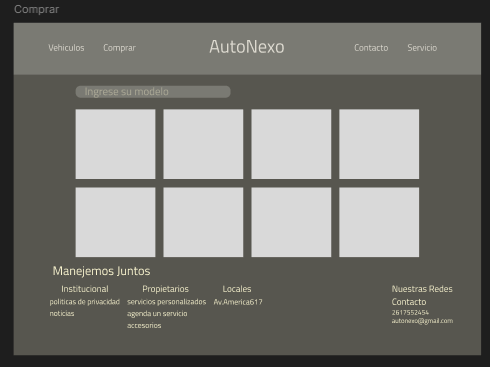 Comprar
Vehiculos Comprar AutoNexo Contacto Servicio
Ingrese su modelo
Manejemos Juntos
Institucional Propietarios Locales Nuestras Redes
politicas de privacidad servicios personalizados Av.America617 Contacto
noticias agenda un servicio 2617552454
accesorios autonexo@gmail.com